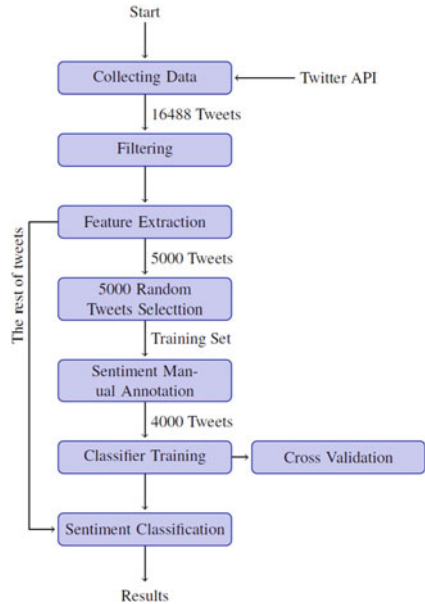 Start
Collecting Data
Twitter API
16488 Tweets
Filtering
Feature Extraction
The rest of tweets
5000 Tweets
5000 Random
Tweets Selecttion
Training Set
Sentiment Man-
ual Annotation
4000 Tweets
Classifier Training
Cross Validation
Sentiment Classification
Results